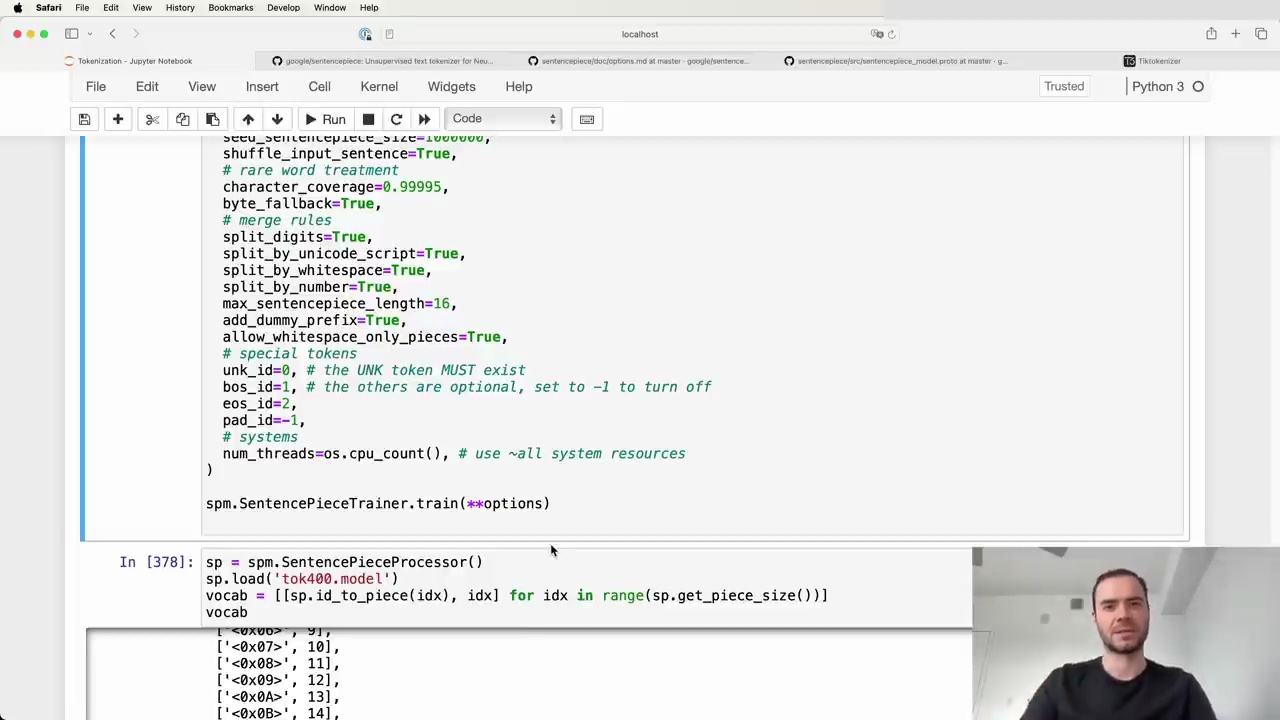 Safari File Edit View History Bookmarks Develop Window Help
localhost
Tokenization - Jupyter Notebook
google/sentencepiece: Unsupervised text tokenizer for Neu...
sentencepiece/doc/options.md at master · google/sentence...
sentencepiece/src/sentencepiece_model.proto at master · g...
Tiktokenizer
File Edit View Insert Cell Kernel Widgets Help
Trusted
Python 3
Run
Code
seed_sentencepiece_size=1000000,
shuffle_input_sentence=True,
# rare word treatment
character_coverage=0.99995,
byte_fallback=True,
# merge rules
split_digits=True,
split_by_unicode_script=True,
split_by_whitespace=True,
split_by_number=True,
max_sentencepiece_length=16,
add_dummy_prefix=True,
allow_whitespace_only_pieces=True,
# special tokens
unk_id=0, # the UNK token MUST exist
bos_id=1, # the others are optional, set to -1 to turn off
eos_id=2,
pad_id=-1,
# systems
num_threads=os.cpu_count(), # use ~all system resources
)
spm.SentencePieceTrainer.train(**options)
In [378]: sp = spm.SentencePieceProcessor()
sp.load('tok400.model')
vocab = [[sp.id_to_piece(idx), idx] for idx in range(sp.get_piece_size())]
vocab
['<0x06>', 9],
['<0x07>', 10],
['<0x08>', 11],
['<0x09>', 12],
['<0x0A>', 13],
['<0x0B>', 14],